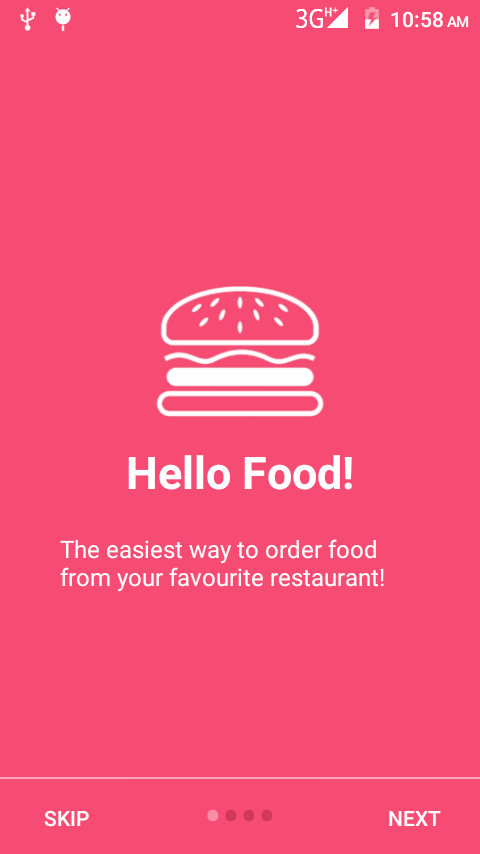 3G H+ 10:58 AM
Hello Food!
The easiest way to order food
from your favourite restaurant!
SKIP NEXT